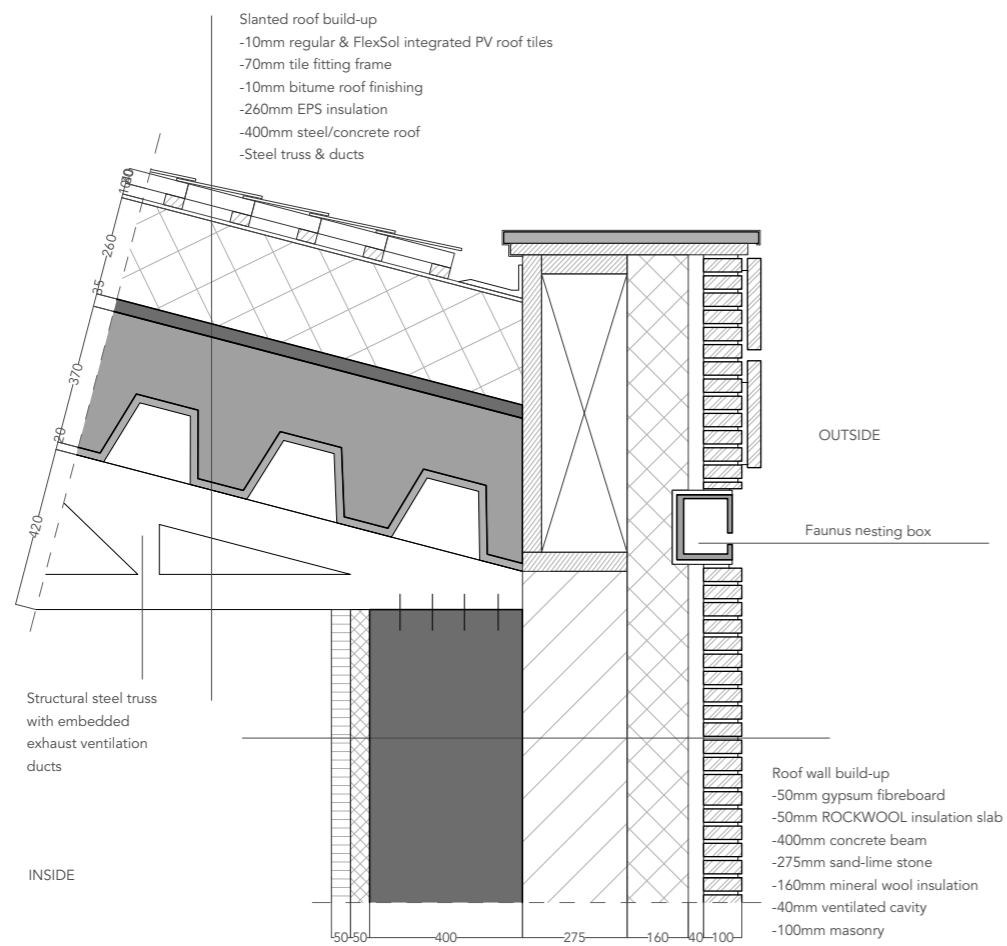 Slanted roof build-up
-10mm regular & FlexSol integrated PV roof tiles
-70mm tile fitting frame
-10mm bitume roof finishing
-260mm EPS insulation
-400mm steel/concrete roof
-Steel truss & ducts
260
35
370
20
420
OUTSIDE
Faunus nesting box
Structural steel truss
with embedded
exhaust ventilation
ducts
INSIDE
Roof wall build-up
-50mm gypsum fibreboard
-50mm ROCKWOOL insulation slab
-400mm concrete beam
-275mm sand-lime stone
-160mm mineral wool insulation
-40mm ventilated cavity
-100mm masonry
50 50 400 275 160 40 100